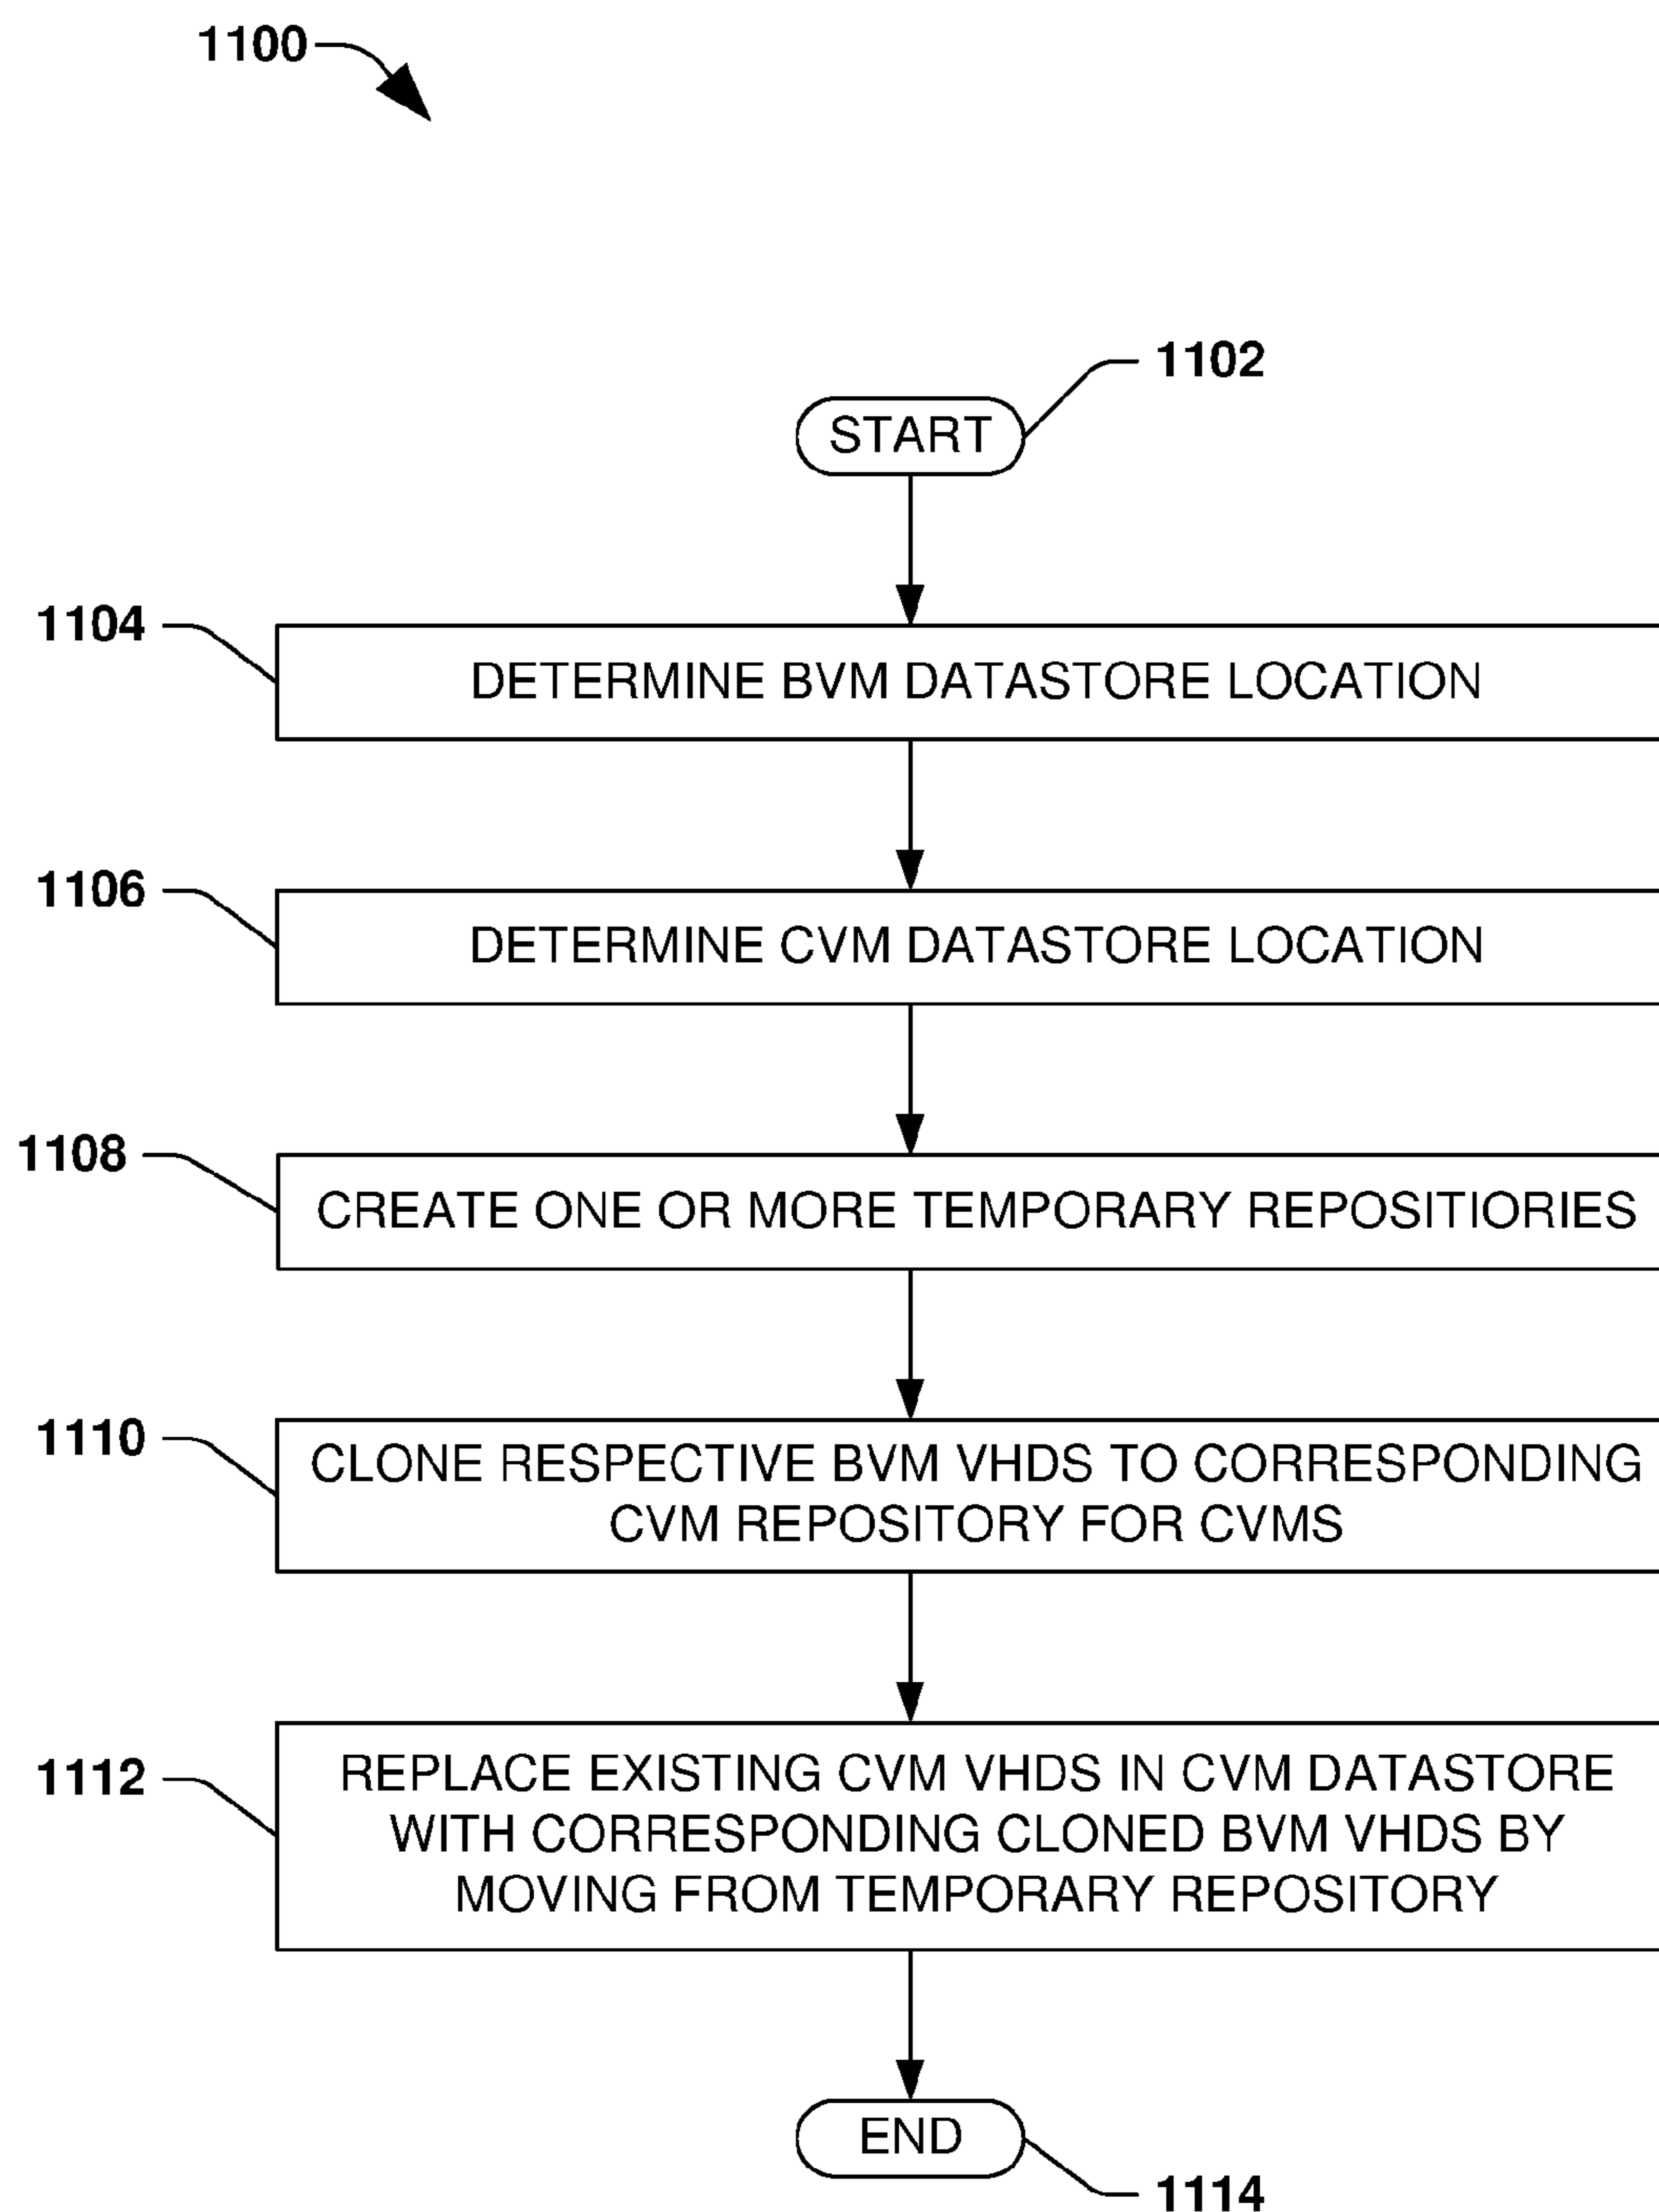 1100
1102
START
1104
DETERMINE BVM DATASTORE LOCATION
1106
DETERMINE CVM DATASTORE LOCATION
1108
CREATE ONE OR MORE TEMPORARY REPOSITIORIES
1110
CLONE RESPECTIVE BVM VHDS TO CORRESPONDING
CVM REPOSITORY FOR CVMS
1112
REPLACE EXISTING CVM VHDS IN CVM DATASTORE
WITH CORRESPONDING CLONED BVM VHDS BY
MOVING FROM TEMPORARY REPOSITORY
END
1114